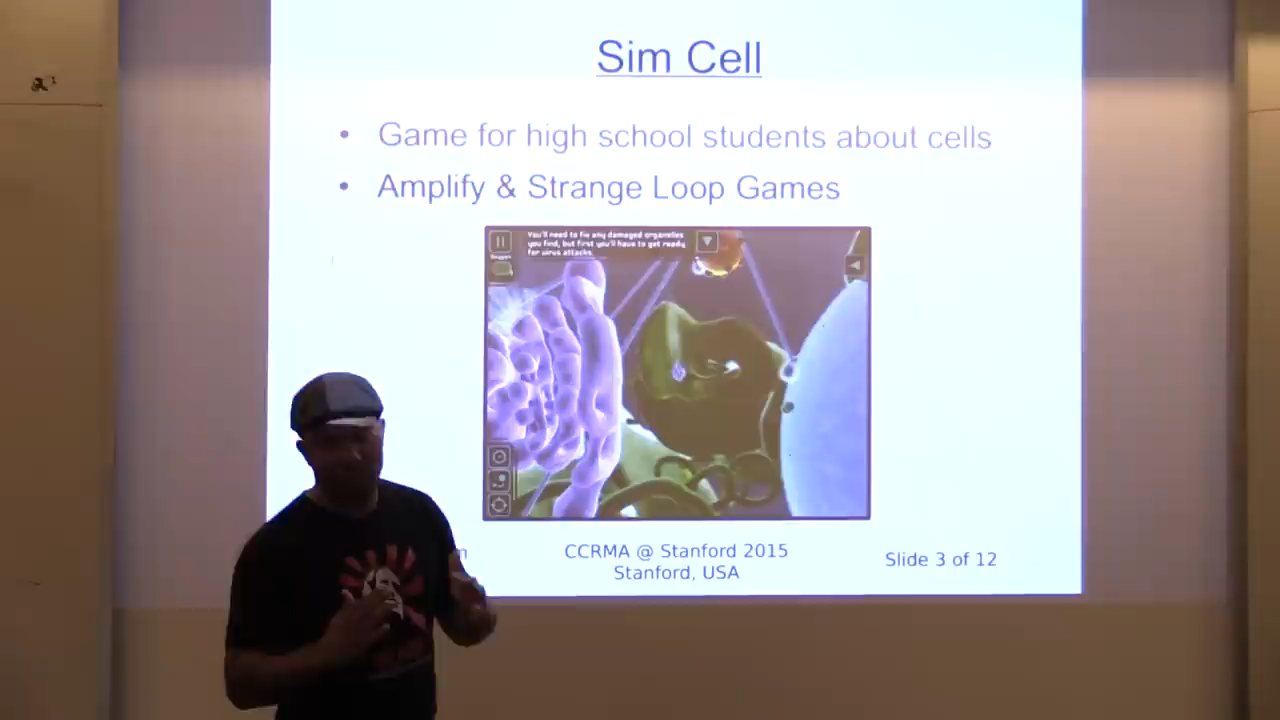 Sim Cell
• Game for high school students about cells
• Amplify & Strange Loop Games
You'll need to fix any damaged organelles
you find, but first you'll have to get ready
for virus attacks.
CCRMA @ Stanford 2015
Stanford, USA
Slide 3 of 12